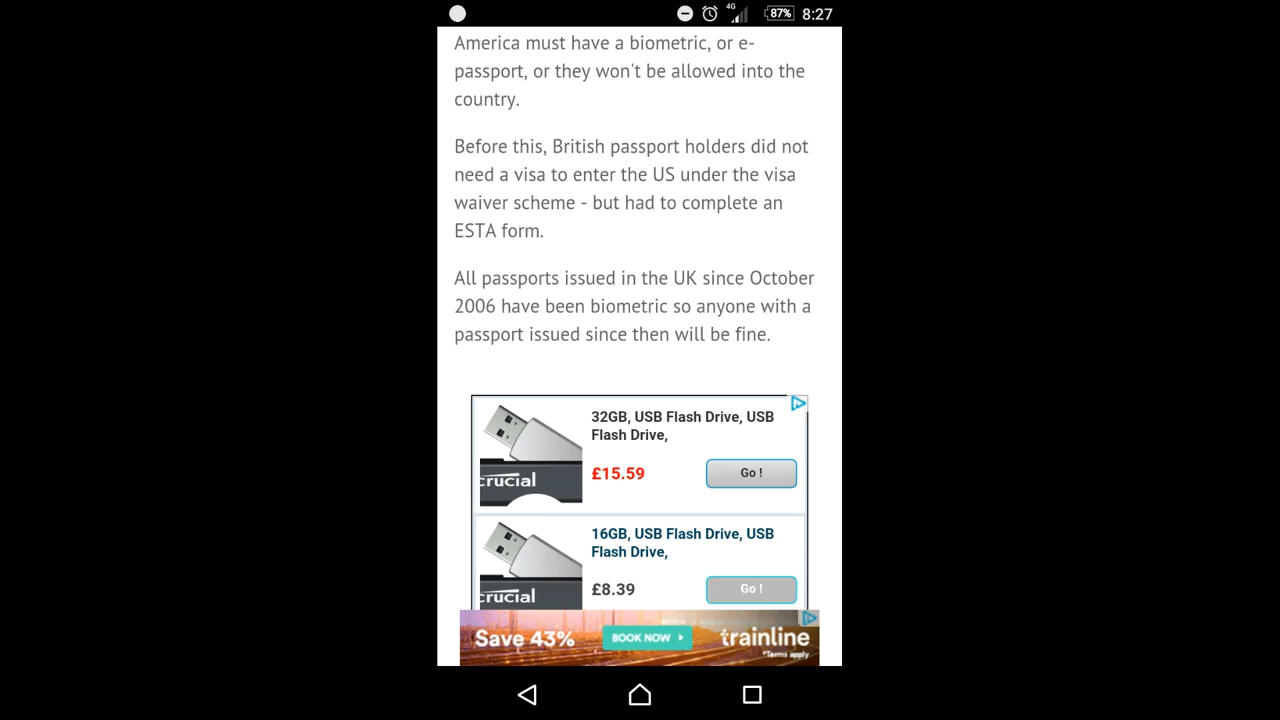 4G
87%
8:27
America must have a biometric, or e-
passport, or they won't be allowed into the
country.
Before this, British passport holders did not
need a visa to enter the US under the visa
waiver scheme - but had to complete an
ESTA form.
All passports issued in the UK since October
2006 have been biometric so anyone with a
passport issued since then will be fine.
32GB, USB Flash Drive, USB
Flash Drive,
£15.59
Go !
crucial
16GB, USB Flash Drive, USB
Flash Drive,
£8.39
Go !
crucial
Save 43%
BOOK NOW
trainline
*Terms apply